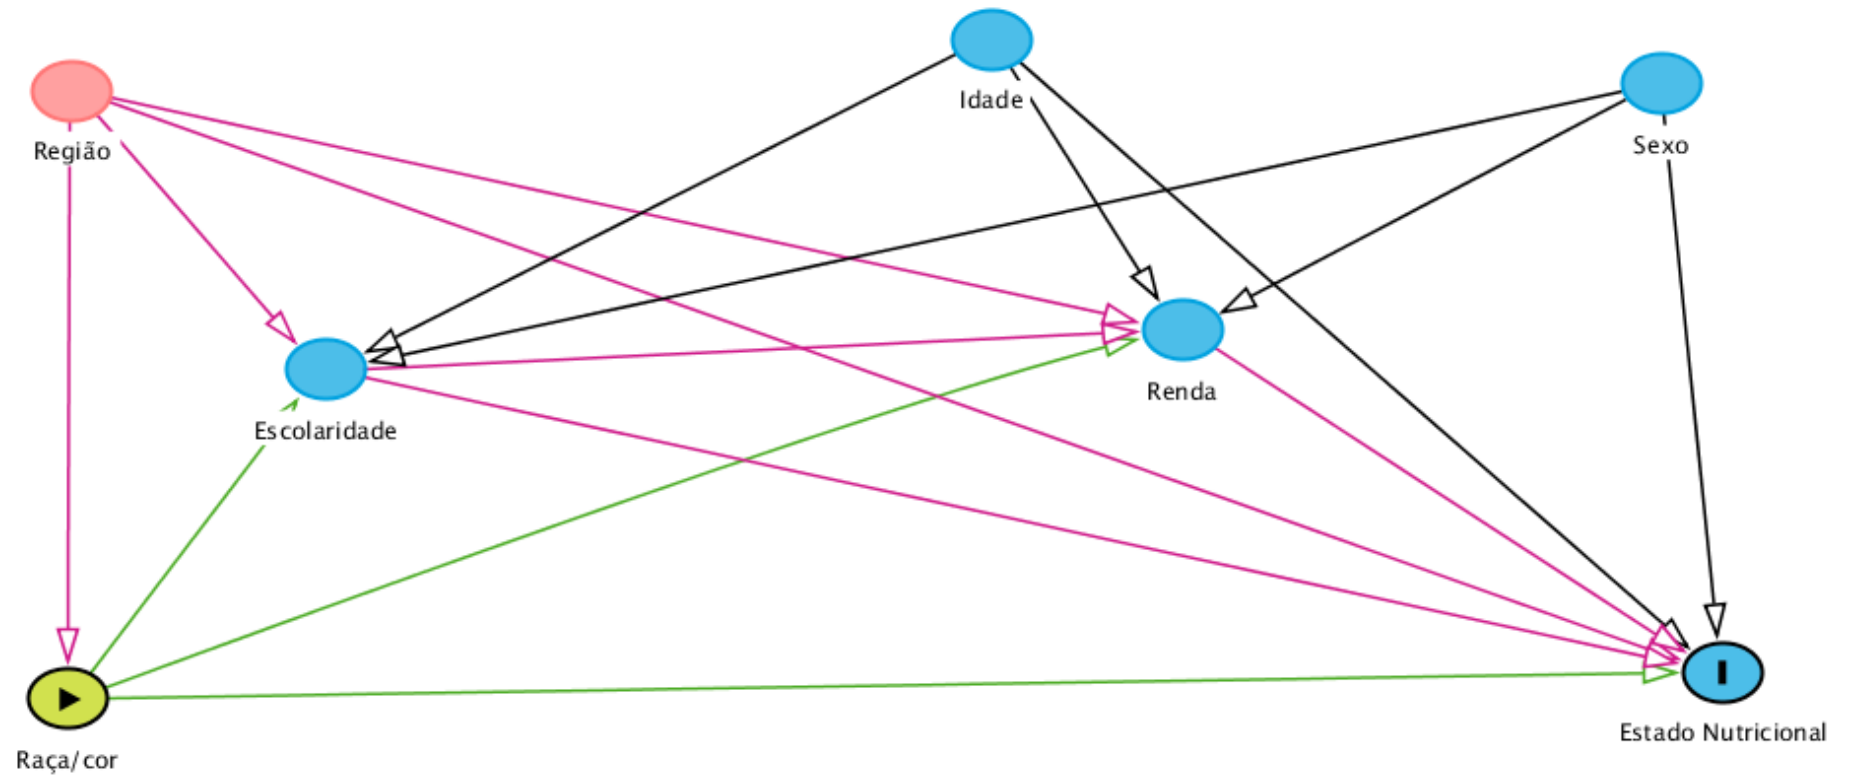 Idade
Sexo
Região
Renda
Escolaridade
Estado Nutricional
Raça/cor